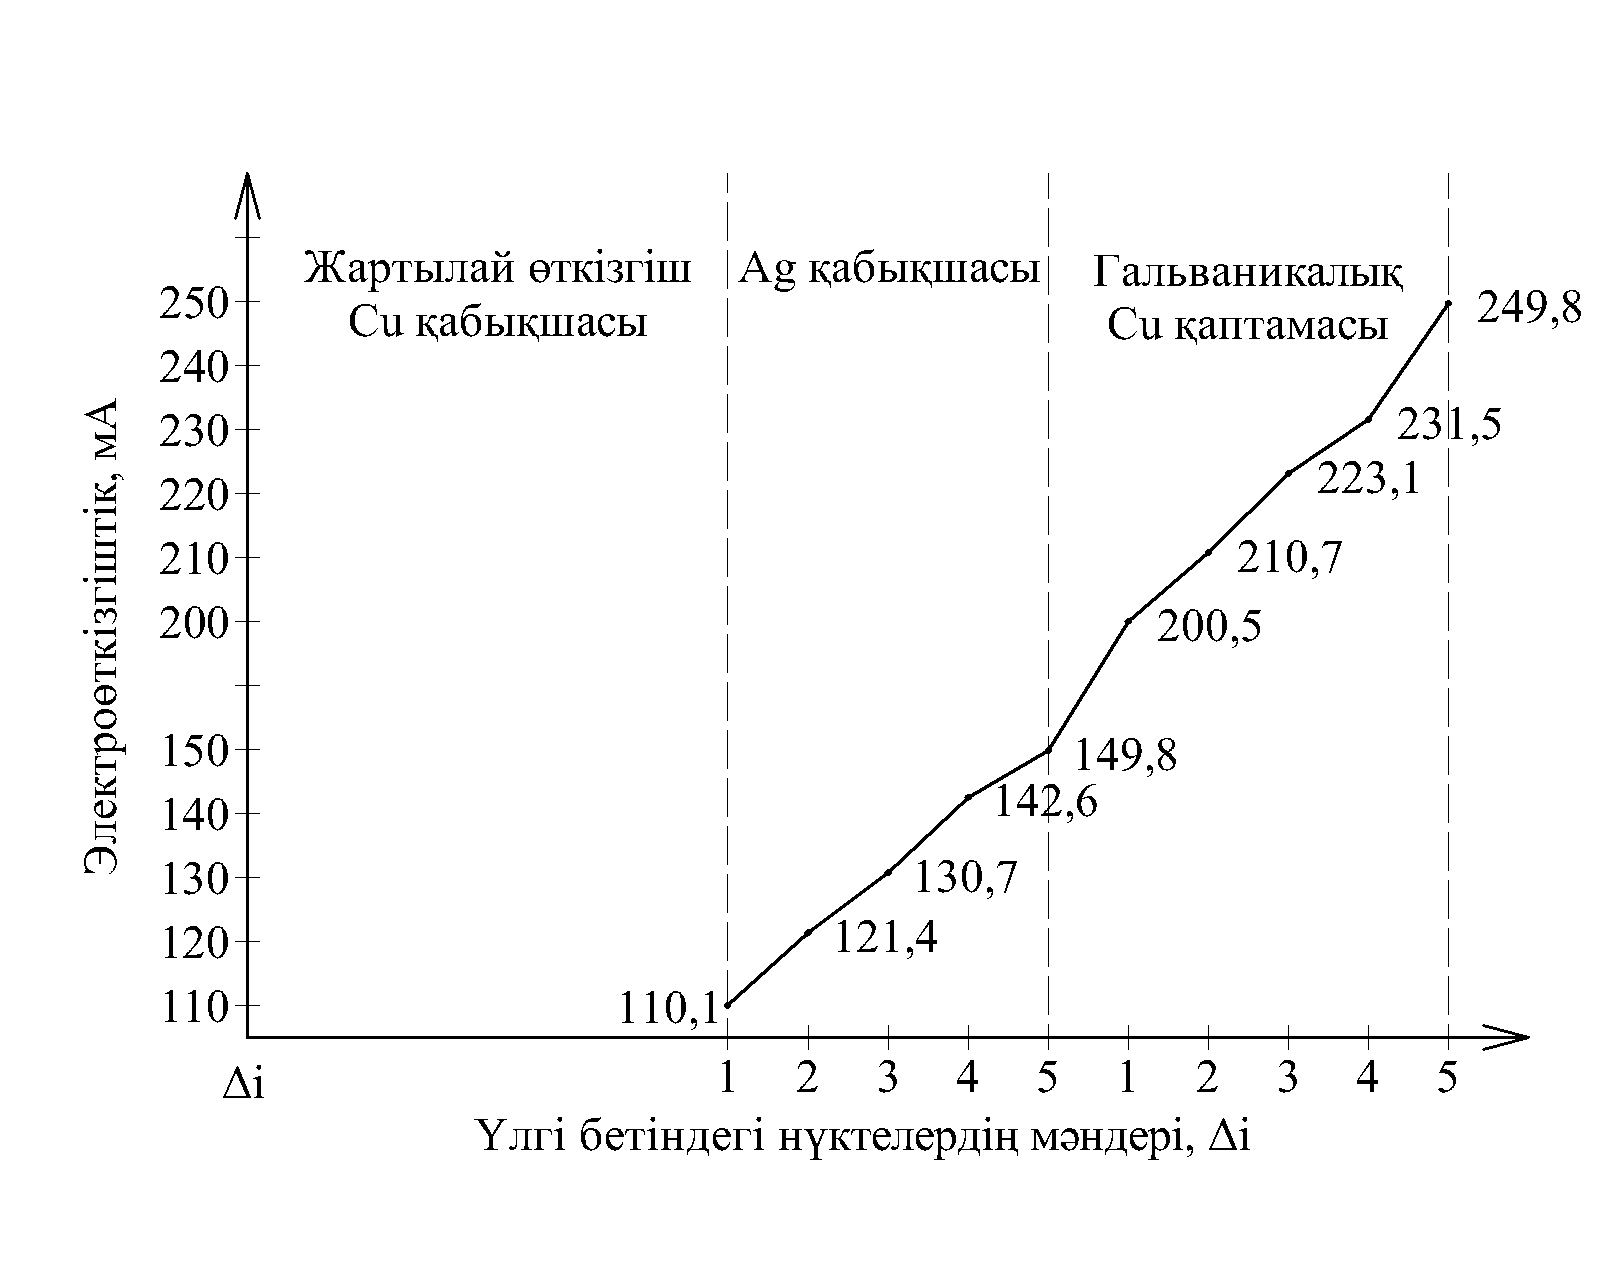 Жартылай өткізгіш
Cu қабықшасы
Ag қабықшасы
Гальваникалық
Cu қаптамасы
Электроөткізгіштік, мА
250
240
230
220
210
200
150
140
130
120
110
249,8
231,5
223,1
210,7
200,5
149,8
142,6
130,7
121,4
110,1
Δi
1 2 3 4 5 1 2 3 4 5
Үлгі бетіндегі нүктелердің мәндері, Δi